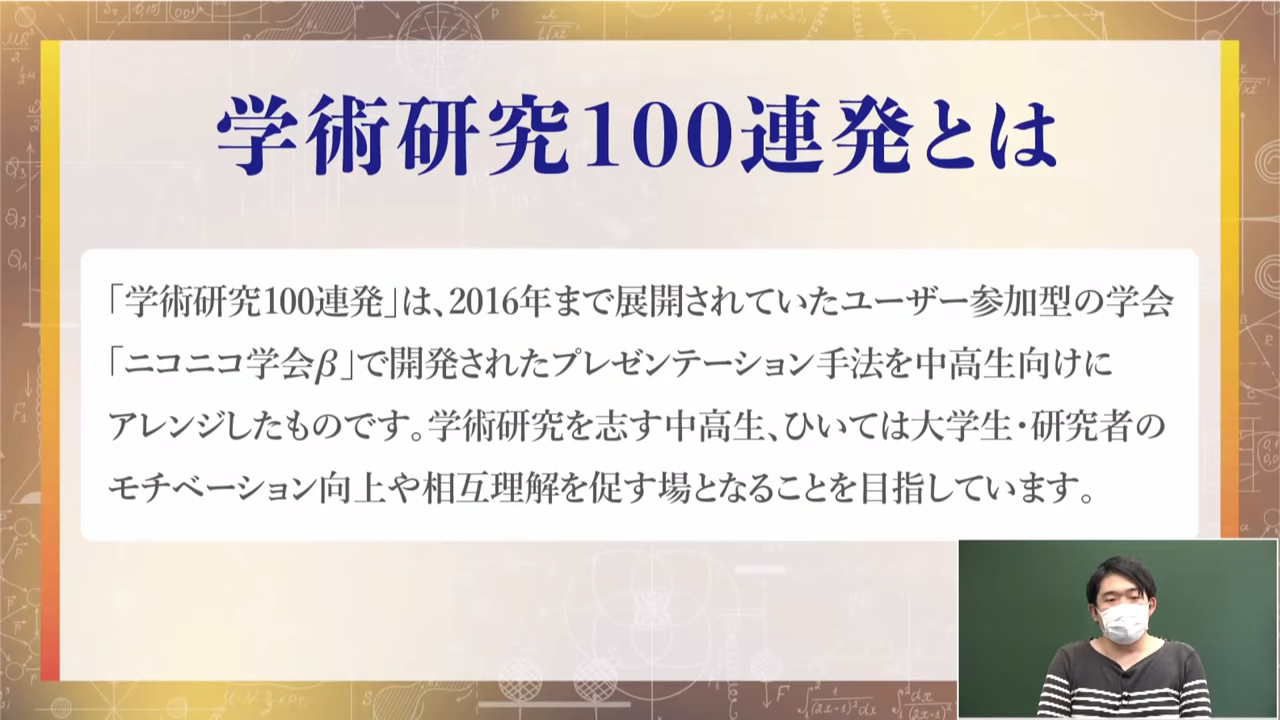 学術研究100連発とは
「学術研究100連発」は、2016年まで展開されていたユーザー参加型の学会
「ニコニコ学会β」で開発されたプレゼンテーション手法を中高生向けに
アレンジしたものです。学術研究を志す中高生、ひいては大学生・研究者の
モチベーション向上や相互理解を促す場となることを目指しています。